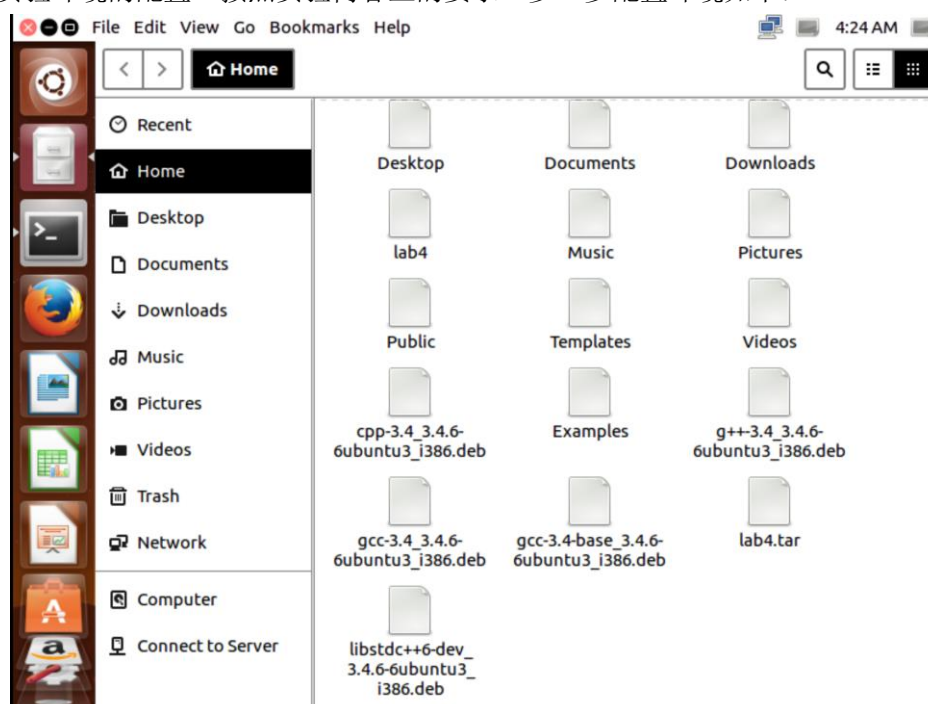 File Edit View Go Bookmarks Help
4:24 AM
Home
Recent
Home
Desktop
Documents
Downloads
Music
Pictures
Videos
Trash
Network
Computer
Connect to Server
Desktop Documents Downloads
lab4 Music Pictures
Public Templates Videos
cpp-3.4_3.4.6-
6ubuntu3_i386.deb
Examples
g++-3.4_3.4.6-
6ubuntu3_i386.deb
gcc-3.4_3.4.6-
6ubuntu3_i386.deb
gcc-3.4-base_3.4.6-
6ubuntu3_i386.deb
lab4.tar
libstdc++6-dev_
3.4.6-6ubuntu3_
i386.deb